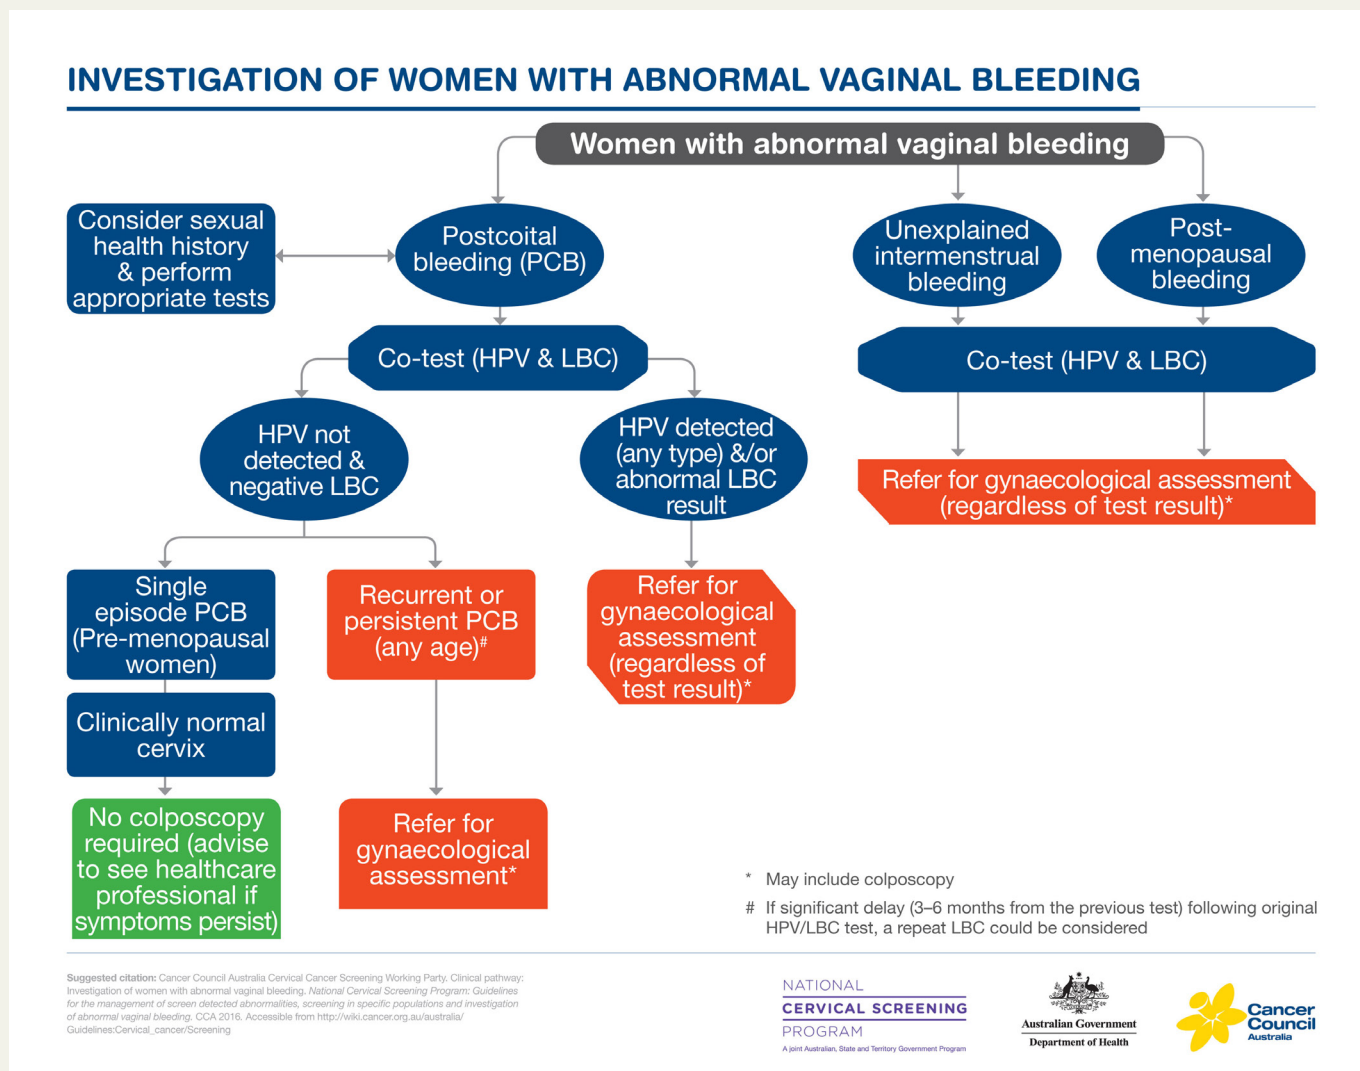 INVESTIGATION OF WOMEN WITH ABNORMAL VAGINAL BLEEDING
Women with abnormal vaginal bleeding
Consider sexual
health history
& perform
appropriate tests
Postcoital
bleeding (PCB)
Unexplained
intermenstrual
bleeding
Post-
menopausal
bleeding
Co-test (HPV & LBC)
Co-test (HPV & LBC)
HPV not
detected &
negative LBC
HPV detected
(any type) &/or
abnormal LBC
result
Refer for gynaecological assessment
(regardless of test result)*
Single
episode PCB
(Pre-menopausal
women)
Recurrent or
persistent PCB
(any age)#
Refer for
gynaecological
assessment
(regardless of
test result)*
Clinically normal
cervix
No colposcopy
required (advise
to see healthcare
professional if
symptoms persist)
Refer for
gynaecological
assessment*
* May include colposcopy
# If significant delay (3–6 months from the previous test) following original
HPV/LBC test, a repeat LBC could be considered
Suggested citation: Cancer Council Australia Cervical Cancer Screening Working Party. Clinical pathway:
Investigation of women with abnormal vaginal bleeding. National Cervical Screening Program: Guidelines
for the management of screen detected abnormalities, screening in specific populations and investigation
of abnormal vaginal bleeding. CCA 2016. Accessible from http://wiki.cancer.org.au/australia/
Guidelines:Cervical_cancer/Screening
NATIONAL
CERVICAL SCREENING
PROGRAM
A joint Australian, State and Territory Government Program
Australian Government
Department of Health
Cancer
Council
Australia